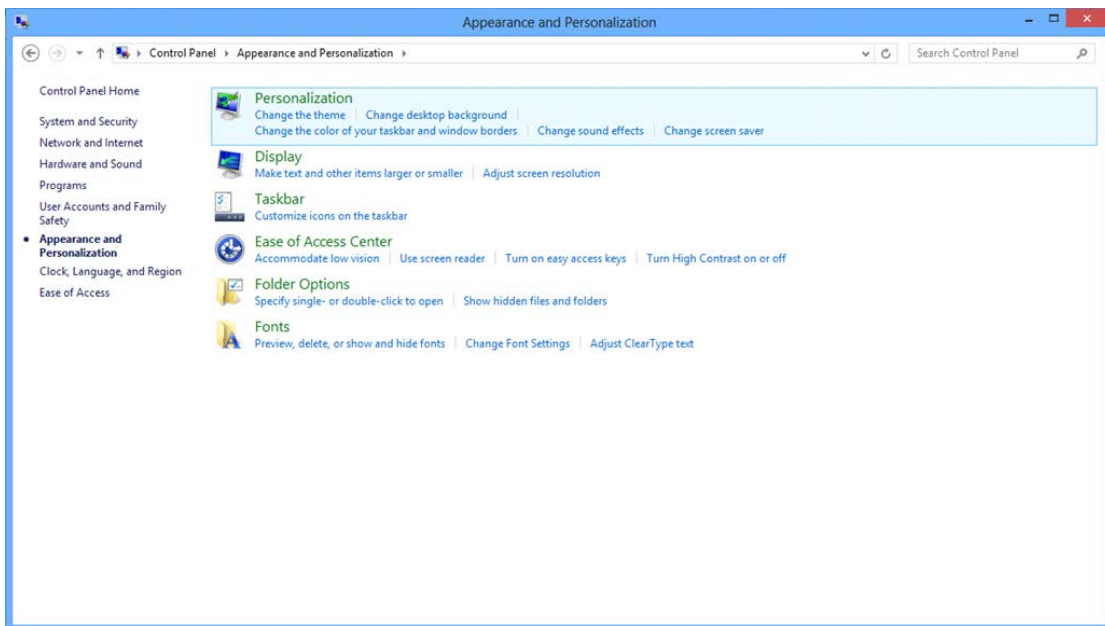 Appearance and Personalization
Control Panel Appearance and Personalization
Search Control Panel
Control Panel Home
System and Security
Network and Internet
Hardware and Sound
Programs
User Accounts and Family
Safety
Appearance and
Personalization
Clock, Language, and Region
Ease of Access
Personalization
Change the theme Change desktop background
Change the color of your taskbar and window borders Change sound effects Change screen saver
Display
Make text and other items larger or smaller Adjust screen resolution
Taskbar
Customize icons on the taskbar
Ease of Access Center
Accommodate low vision Use screen reader Turn on easy access keys Turn High Contrast on or off
Folder Options
Specify single- or double-click to open Show hidden files and folders
Fonts
Preview, delete, or show and hide fonts Change Font Settings Adjust ClearType text